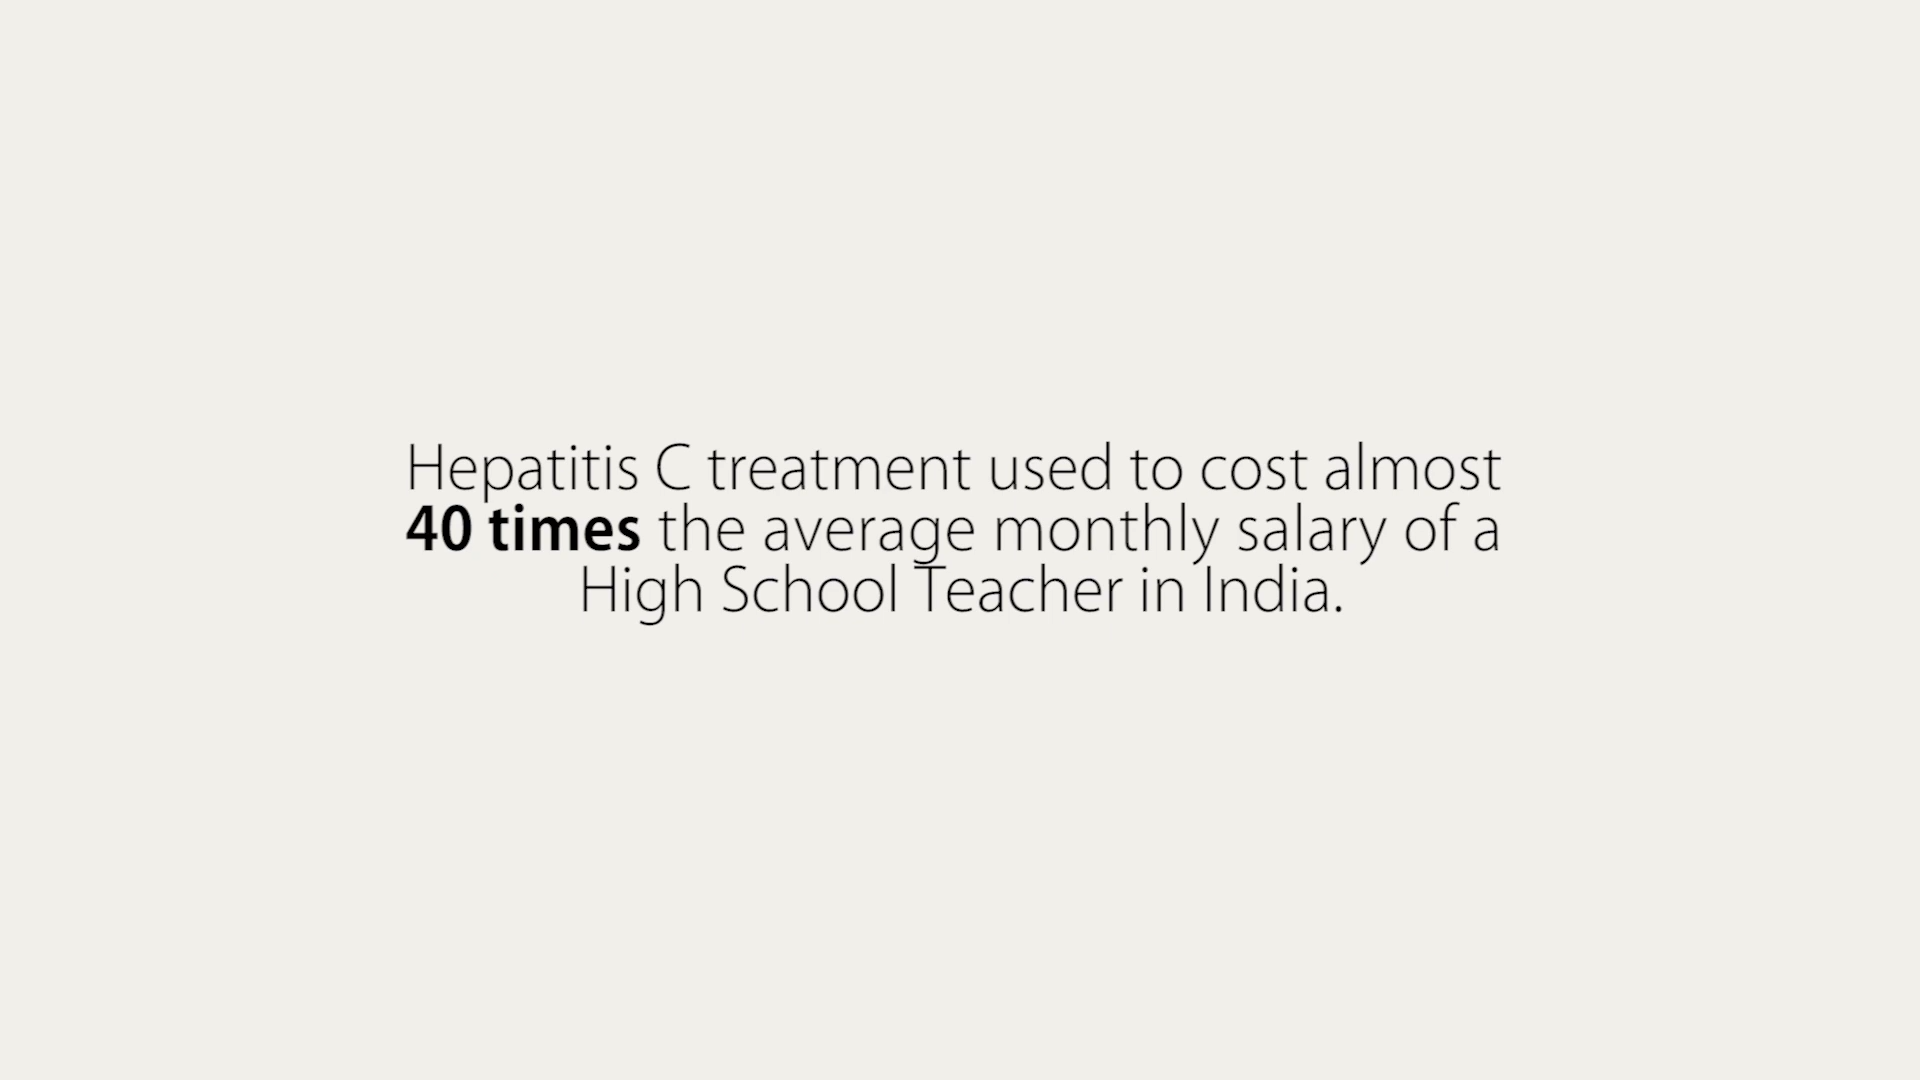 Hepatitis C treatment used to cost almost
40 times the average monthly salary of a
High School Teacher in India.